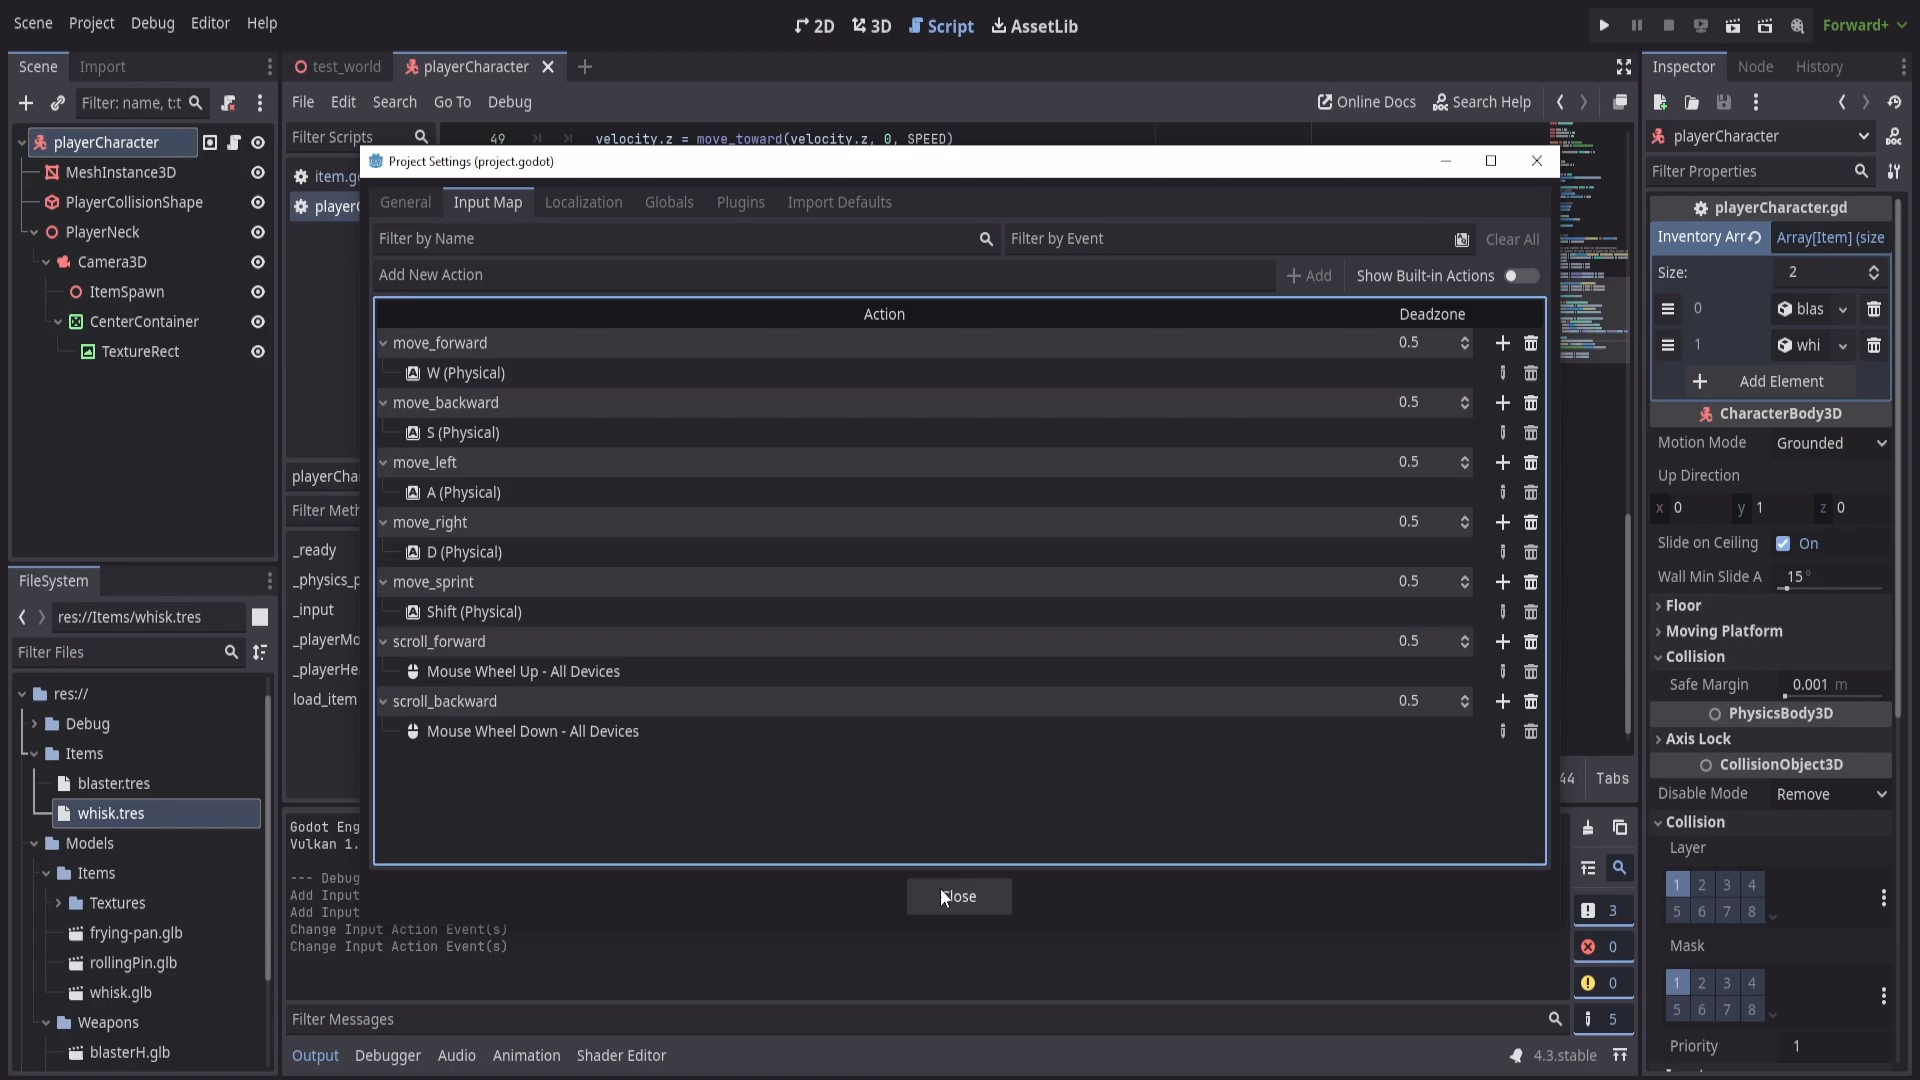 Scene Project Debug Editor Help
2D 3D Script AssetLib
Forward+
Scene Import
Filter: name, t:t
playerCharacter
MeshInstance3D
PlayerCollisionShape
PlayerNeck
Camera3D
ItemSpawn
CenterContainer
TextureRect
FileSystem
res://Items/whisk.tres
Filter Files
res://
Debug
Items
blaster.tres
whisk.tres
Models
Items
Textures
frying-pan.glb
rollingPin.glb
whisk.glb
Weapons
blasterH.glb
test_world playerCharacter
File Edit Search Go To Debug
Online Docs Search Help
Filter Scripts
49 velocity.z = move_toward(velocity.z, 0, SPEED)
item.g
player
playerCha
Filter Met
_ready
_physics_p
_input
_playerMo
_playerHe
load_item
Project Settings (project.godot)
General Input Map Localization Globals Plugins Import Defaults
Filter by Name Filter by Event Clear All
Add New Action Add Show Built-in Actions
Action Deadzone
move_forward 0.5
W (Physical)
move_backward 0.5
S (Physical)
move_left 0.5
A (Physical)
move_right 0.5
D (Physical)
move_sprint 0.5
Shift (Physical)
scroll_forward 0.5
Mouse Wheel Up - All Devices
scroll_backward 0.5
Mouse Wheel Down - All Devices
lose
44 Tabs
Godot Eng
Vulkan 1.
--- Debug
Add Input
Add Input
Change Input Action Event(s)
Change Input Action Event(s)
3
0
0
5
Filter Messages
Output Debugger Audio Animation Shader Editor
4.3.stable
Inspector Node History
playerCharacter
Filter Properties
playerCharacter.gd
Inventory Arr Array[Item] (size
Size: 2
0 blas
1 whi
Add Element
CharacterBody3D
Motion Mode Grounded
Up Direction
x 0 y 1 z 0
Slide on Ceiling On
Wall Min Slide A 15°
Floor
Moving Platform
Collision
Safe Margin 0.001 m
PhysicsBody3D
Axis Lock
CollisionObject3D
Disable Mode Remove
Collision
Layer
1 2 3 4
5 6 7 8
Mask
1 2 3 4
5 6 7 8
Priority 1